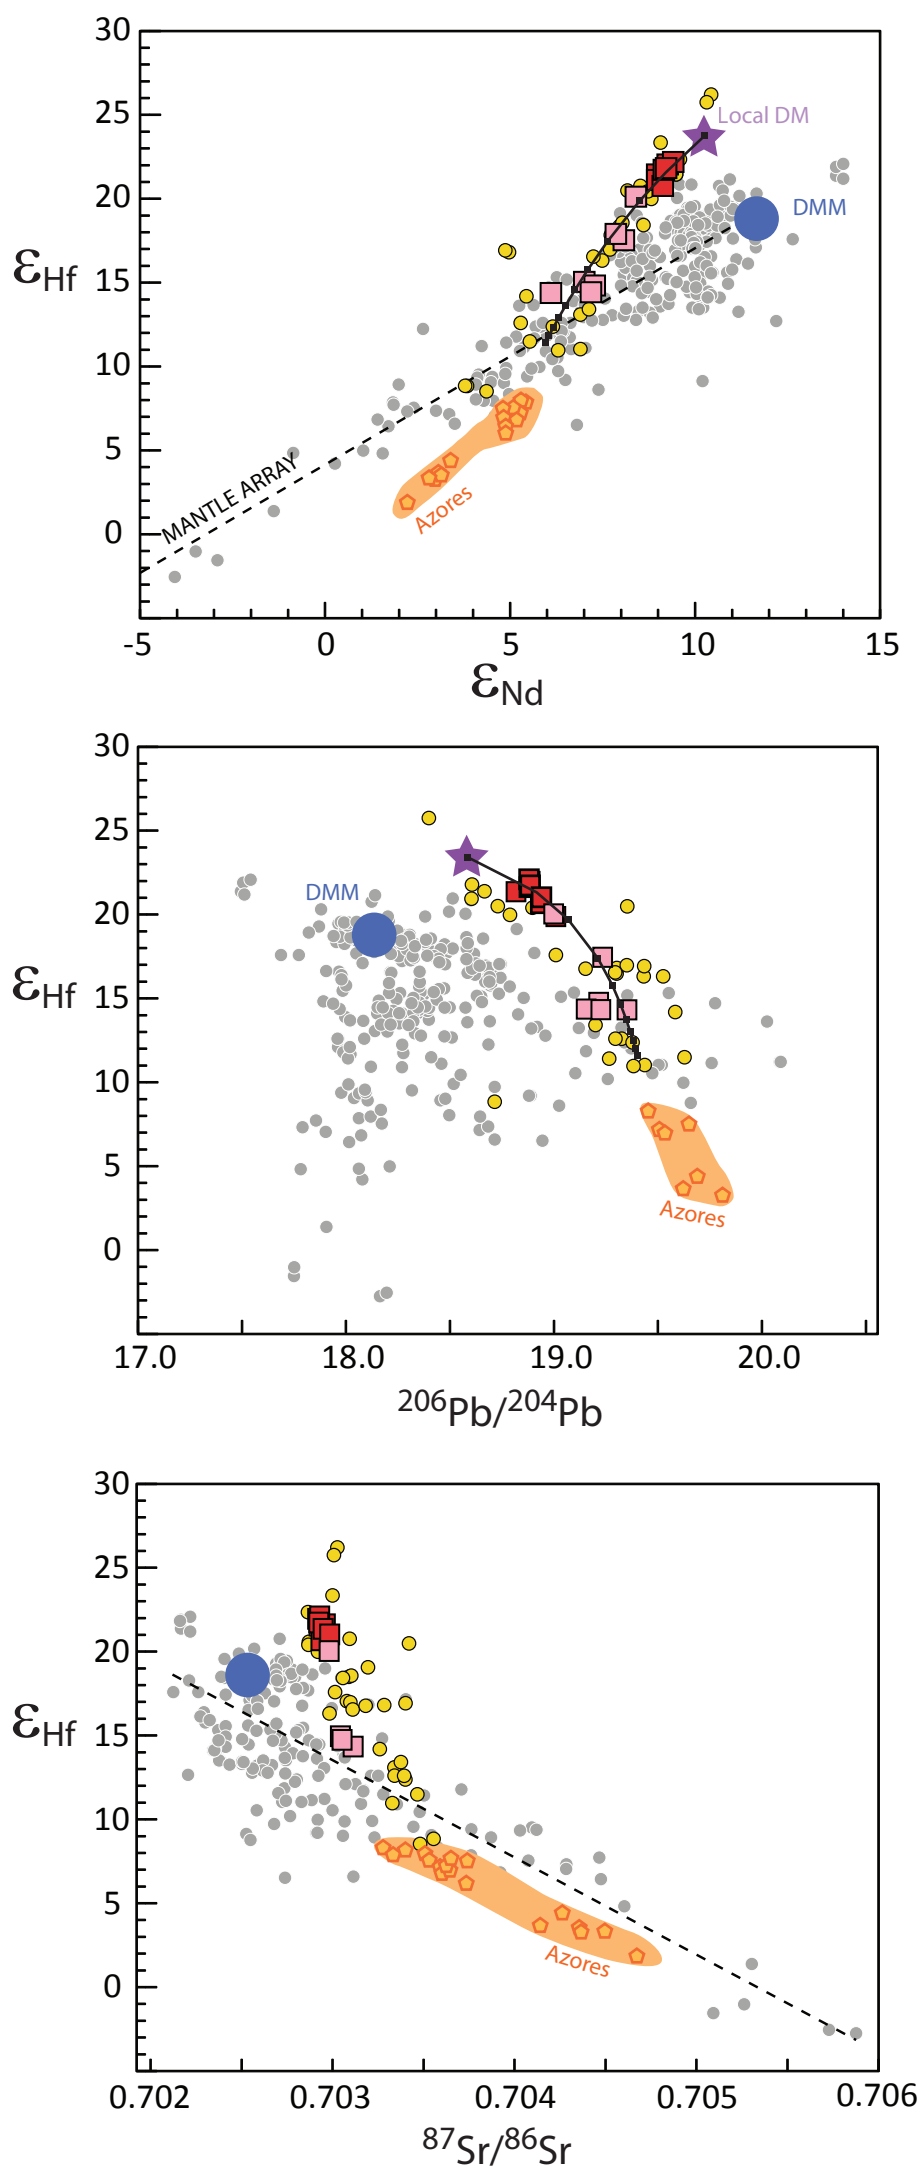 30
25
20
15
10
5
0
εHf
Local DM
DMM
MANTLE ARRAY
Azores
-5
0
5
10
15
εNd
30
25
20
15
10
5
0
εHf
DMM
Azores
17.0
18.0
19.0
20.0
206Pb/204Pb
30
25
20
15
10
5
0
εHf
Azores
0.702
0.703
0.704
0.705
0.706
87Sr/86Sr